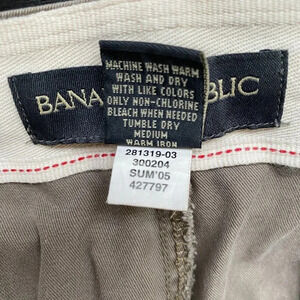 MACHINE WASH WARM
WASH AND DRY
WITH LIKE COLORS
ONLY NON-CHLORINE
BLEACH WHEN NEEDED
TUMBLE DRY
MEDIUM
WARM IRON
BANA BLIC
281319-03
300204
SUM'05
427797